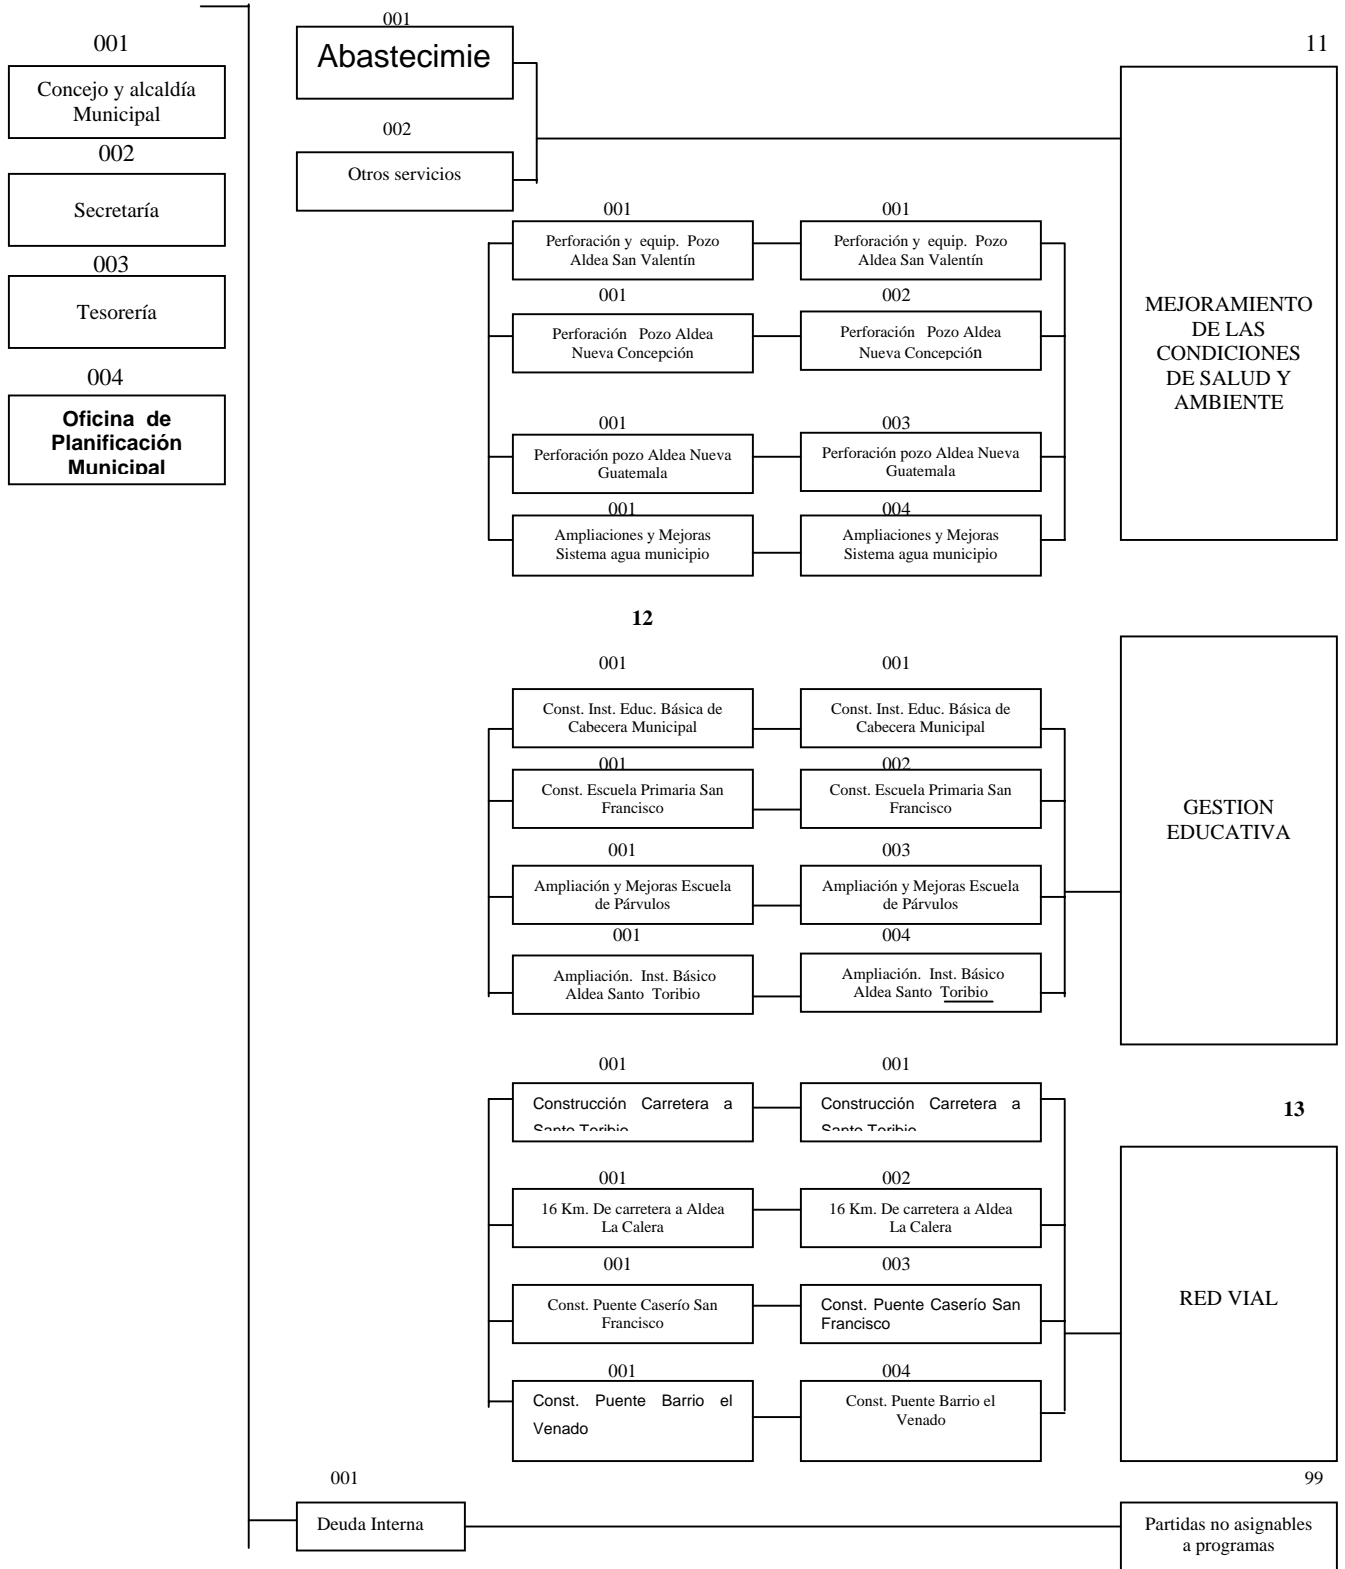 001
Concejo y alcaldía
Municipal
002
Secretaría
003
Tesorería
004
Oficina de
Planificación
Municipal
001
Abastecimie
002
Otros servicios
11
MEJORAMIENTO
DE LAS
CONDICIONES
DE SALUD Y
AMBIENTE
001
Perforación y equip. Pozo
Aldea San Valentín
001
Perforación y equip. Pozo
Aldea San Valentín
001
Perforación Pozo Aldea
Nueva Concepción
002
Perforación Pozo Aldea
Nueva Concepción
001
Perforación pozo Aldea Nueva
Guatemala
003
Perforación pozo Aldea Nueva
Guatemala
001
Ampliaciones y Mejoras
Sistema agua municipio
004
Ampliaciones y Mejoras
Sistema agua municipio
12
001
Const. Inst. Educ. Básica de
Cabecera Municipal
001
Const. Inst. Educ. Básica de
Cabecera Municipal
001
Const. Escuela Primaria San
Francisco
002
Const. Escuela Primaria San
Francisco
001
Ampliación y Mejoras Escuela
de Párvulos
003
Ampliación y Mejoras Escuela
de Párvulos
001
Ampliación. Inst. Básico
Aldea Santo Toribio
004
Ampliación. Inst. Básico
Aldea Santo Toribio
GESTION
EDUCATIVA
001
Construcción Carretera a
Santo Toribio
001
Construcción Carretera a
Santo Toribio
001
16 Km. De carretera a Aldea
La Calera
002
16 Km. De carretera a Aldea
La Calera
001
Const. Puente Caserío San
Francisco
003
Const. Puente Caserío San
Francisco
001
Const. Puente Barrio el
Venado
004
Const. Puente Barrio el
Venado
13
RED VIAL
001
Deuda Interna
99
Partidas no asignables
a programas